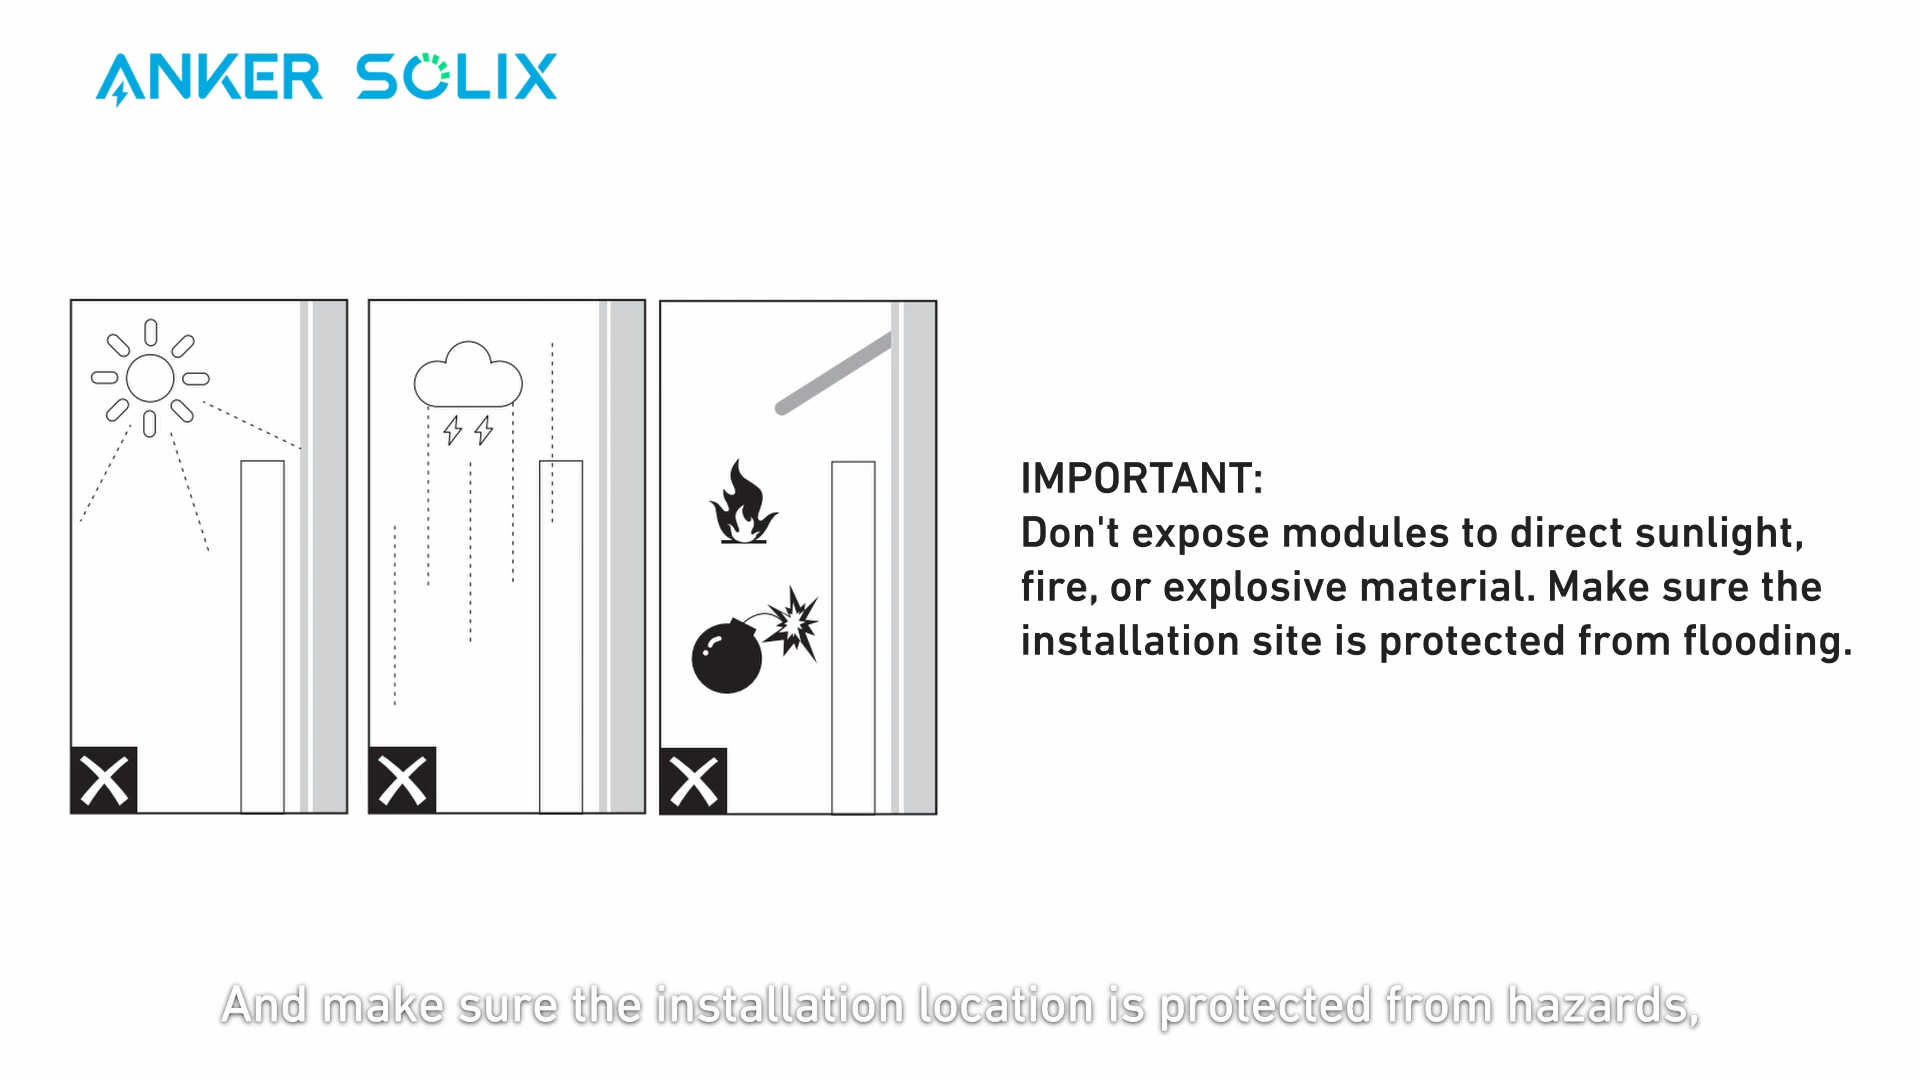 ANKER SOLIX
IMPORTANT:
Don't expose modules to direct sunlight,
fire, or explosive material. Make sure the
installation site is protected from flooding.
And make sure the installation location is protected from hazards,